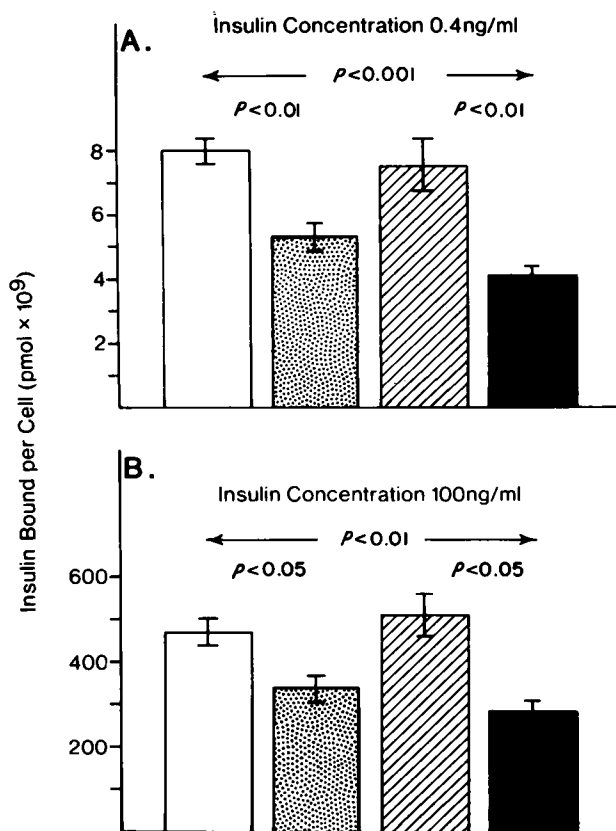 A.
Insulin Concentration 0.4ng/ml
P<0.001
P<0.01 P<0.01
8
6
4
2
Insulin Bound per Cell (pmol × 10⁹)
B.
Insulin Concentration 100ng/ml
P<0.01
P<0.05 P<0.05
600
400
200